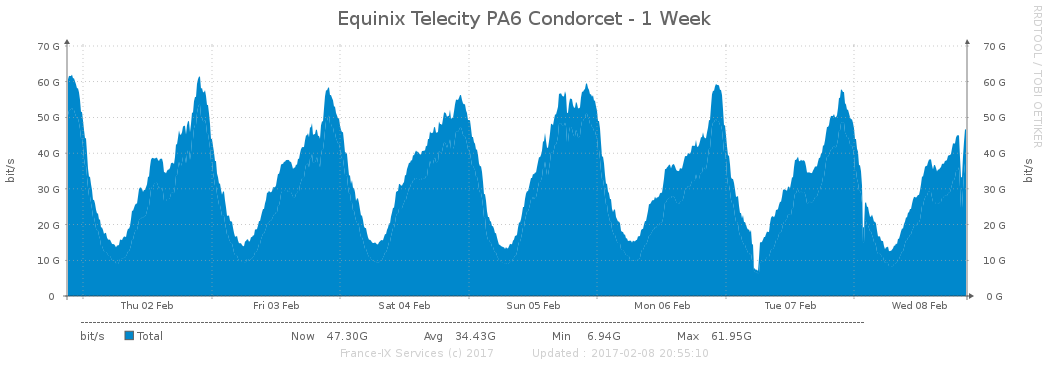 Equinix Telecity PA6 Condorcet - 1 Week
RRDTOOL / TOBI OETIKER
70 G 70 G
60 G 60 G
50 G 50 G
40 G 40 G
30 G 30 G
20 G 20 G
10 G 10 G
0 0 G
bit/s bit/s
Thu 02 Feb Fri 03 Feb Sat 04 Feb Sun 05 Feb Mon 06 Feb Tue 07 Feb Wed 08 Feb
bit/s Total Now 47.30G Avg 34.43G Min 6.94G Max 61.95G
France-IX Services (c) 2017 Updated : 2017-02-08 20:55:10